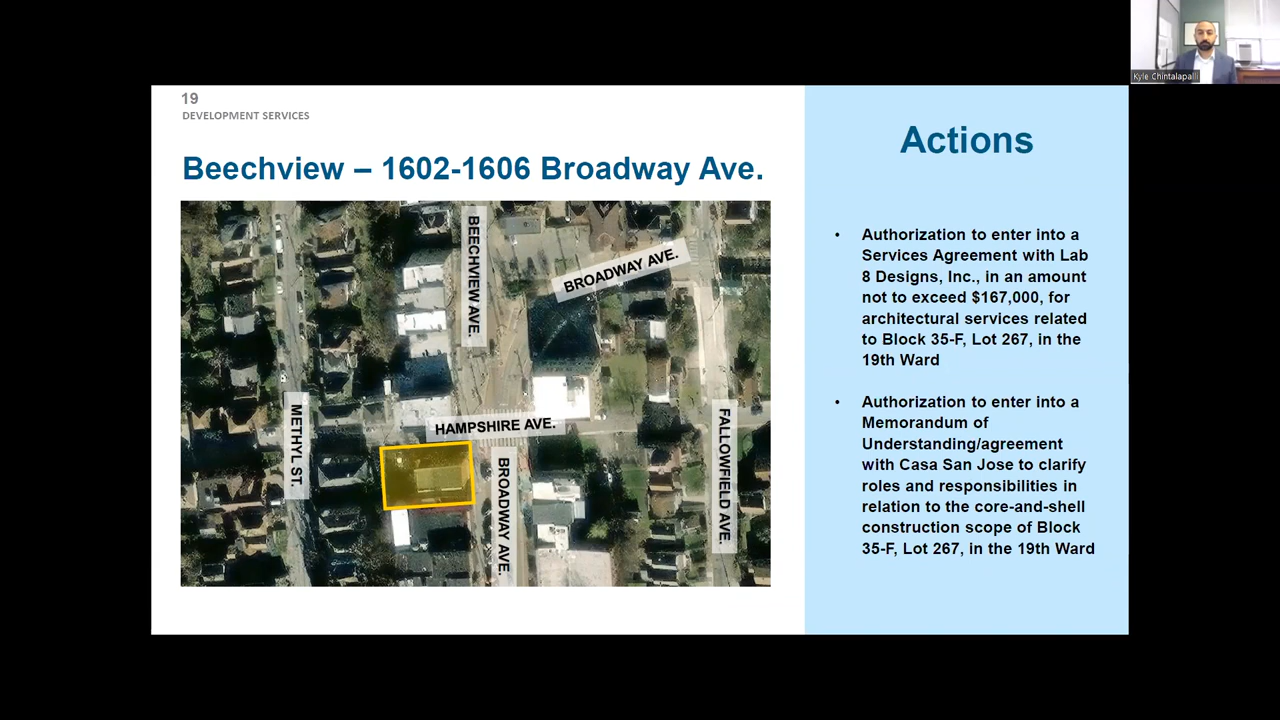 Kyle Chintalapalli
19
DEVELOPMENT SERVICES
Beechview – 1602-1606 Broadway Ave.
BEECHVIEW AVE.
BROADWAY AVE.
METHYL ST.
HAMPSHIRE AVE.
BROADWAY AVE.
FALLOWFIELD AVE.
Actions
• Authorization to enter into a
Services Agreement with Lab
8 Designs, Inc., in an amount
not to exceed $167,000, for
architectural services related
to Block 35-F, Lot 267, in the
19th Ward
• Authorization to enter into a
Memorandum of
Understanding/agreement
with Casa San Jose to clarify
roles and responsibilities in
relation to the core-and-shell
construction scope of Block
35-F, Lot 267, in the 19th Ward